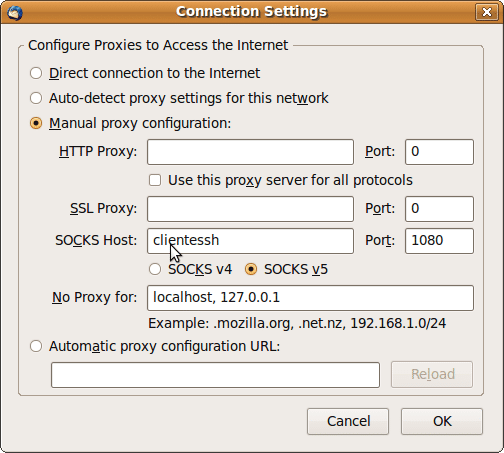 Connection Settings
Configure Proxies to Access the Internet
Direct connection to the Internet
Auto-detect proxy settings for this network
Manual proxy configuration:
HTTP Proxy: Port: 0
Use this proxy server for all protocols
SSL Proxy: Port: 0
SOCKS Host: clientessh Port: 1080
SOCKS v4 SOCKS v5
No Proxy for: localhost, 127.0.0.1
Example: .mozilla.org, .net.nz, 192.168.1.0/24
Automatic proxy configuration URL:
Reload
Cancel OK